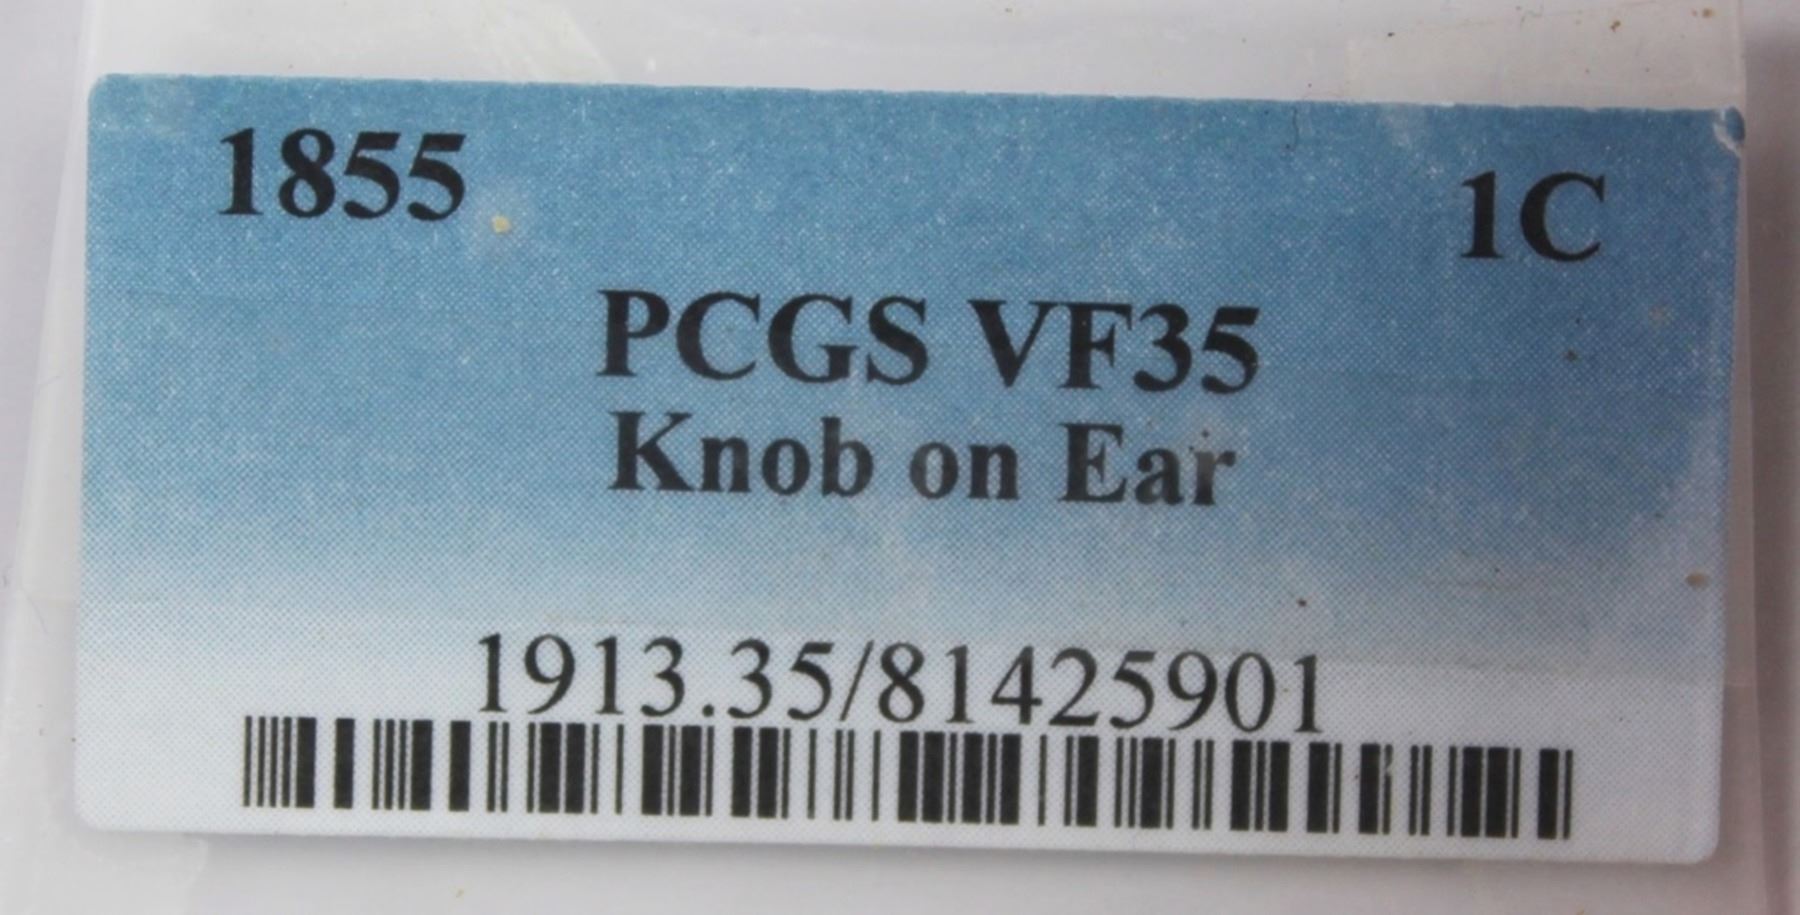 1855 1C
PCGS VF35
Knob on Ear
1913.35/81425901